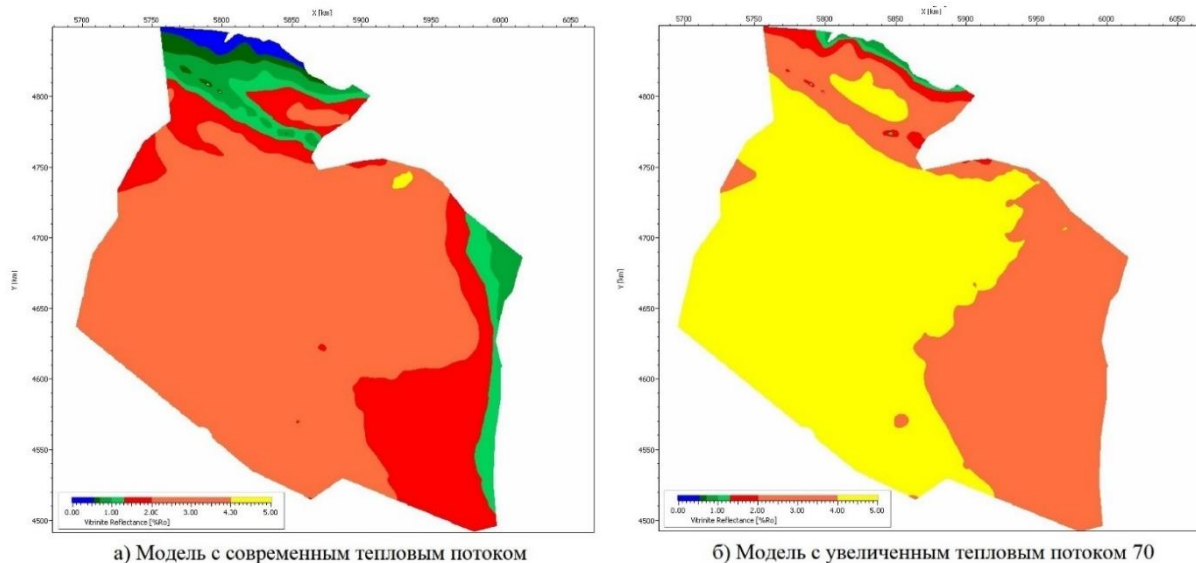 X [km]
5700 5750 5800 5850 5900 5950 6000 6050
4800
4750
4700
Y [km]
4650
4600
4550
4500
0.00 1.00 2.00 3.00 4.00 5.00
Vitrinite Reflectance [%Ro]
а) Модель с современным тепловым потоком
X [km]
5700 5750 5800 5850 5900 5950 6000 6050
4800
4750
4700
Y [km]
4650
4600
4550
4500
0.00 1.00 2.00 3.00 4.00 5.00
Vitrinite Reflectance [%Ro]
б) Модель с увеличенным тепловым потоком 70